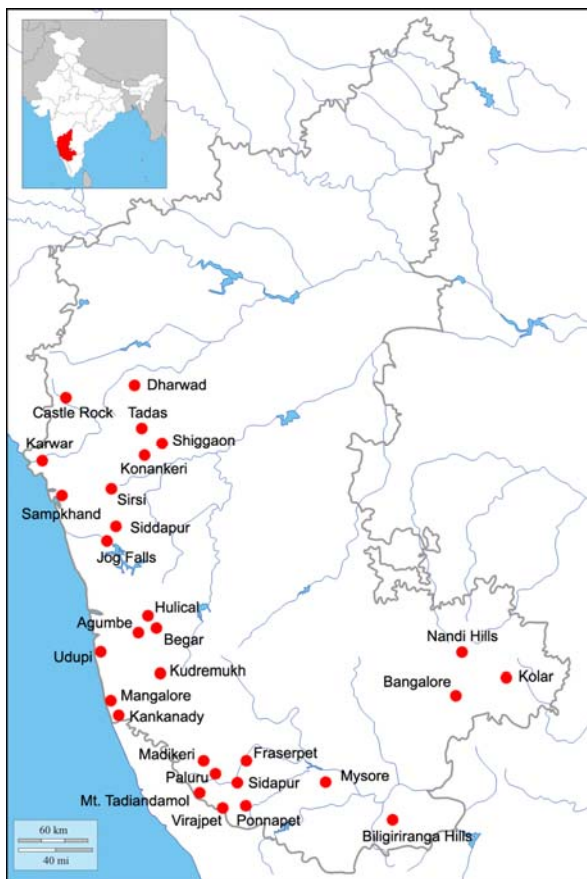 Dharwad
Castle Rock
Tadas
Shiggaon
Karwar
Konankeri
Sirsi
Sampkhand
Siddapur
Jog Falls
Hulical
Agumbe
Begar
Udupi
Nandi Hills
Kudremukh
Kolar
Bangalore
Mangalore
Kankanady
Madikeri
Fraserpet
Paluru
Sidapur
Mysore
Mt. Tadiandamol
Virajpet
Ponnapet
Biligiriranga Hills
60 km
40 mi